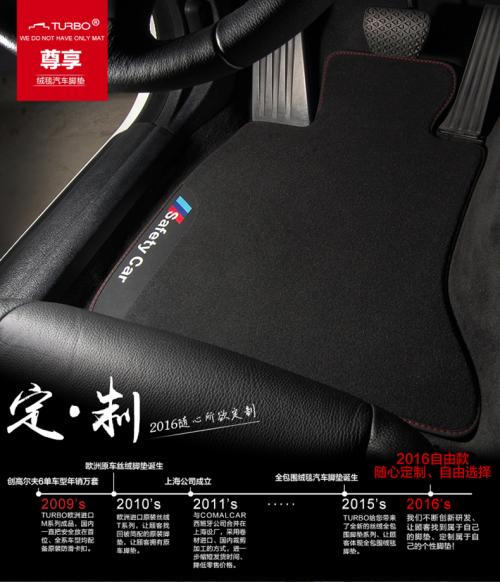 TURBO®
WE DO NOT HAVE ONLY MAT
尊享
绒毯汽车脚垫
Safety Car
定·制
2016随心所欲定制
2016自由款
随心定制、自由选择
欧洲原车丝绒脚垫诞生
创高尔夫6单车型年销万套
上海公司成立
全包围绒毯汽车脚垫诞生
2009's
TURBO欧洲进口
M系列成品，国内
一直把安全放在首
位、全系车型均配
备原装防滑卡扣。
2010's
欧洲进口原装丝绒
T系列、让顾客找
回被简配的原装脚
垫，让顾客拥有原
车脚垫。
2011's
与COMALCAR
西班牙公司合并在
上海设厂，采用卷
材进口、国内裁剪
加工的方式，进一
步缩短发货时间、
降低零售价格。
2015's
TURBO给您带来
了全新的丝绒全包
围脚垫系列、让顾
客体现全包围绒毯
脚垫。
2016's
我们不断创新研发、
让顾客找到属于自己
的脚垫、定制属于自
己的个性脚垫！